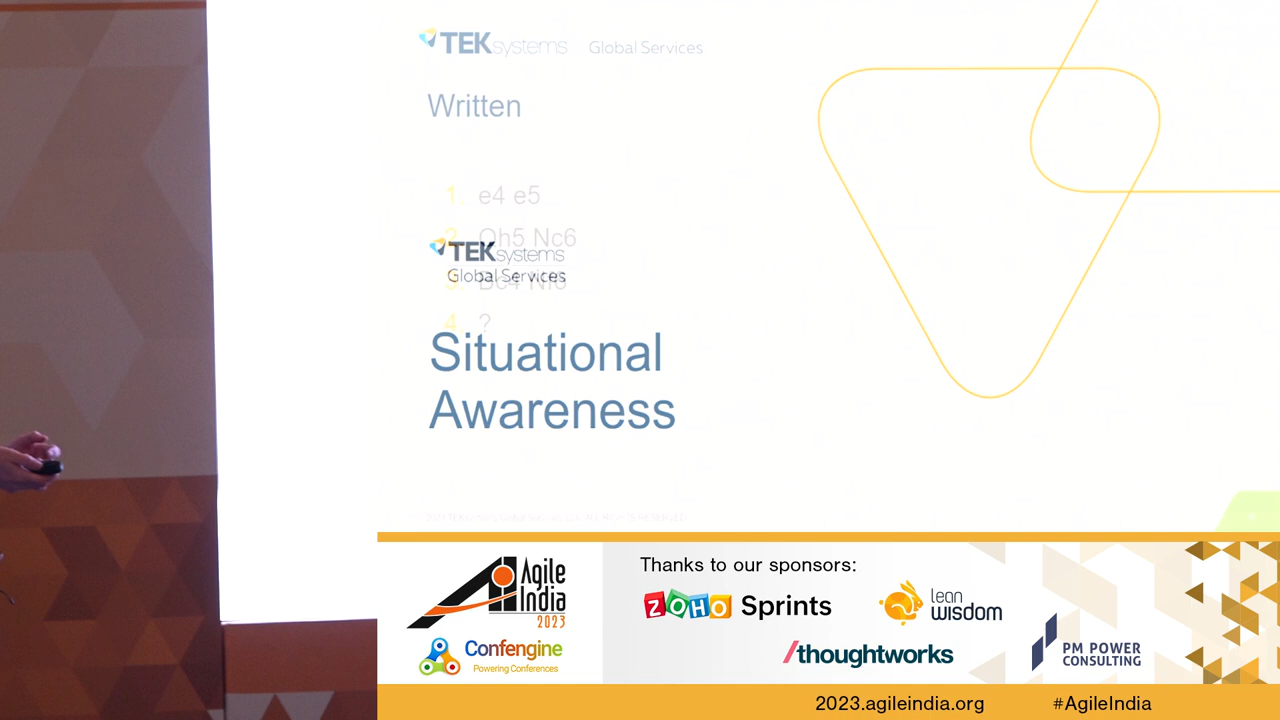 TEKsystems Global Services
Written
1. e4 e5
2. Qh5 Nc6
3. Bc4 Nf6
4. ?
TEKsystems
Global Services
Situational
Awareness
Agile
India
2023
Confengine
Powering Conferences
Thanks to our sponsors:
ZOHO Sprints
lean
wisdom
/thoughtworks
PM POWER
CONSULTING
2023.agileindia.org #AgileIndia